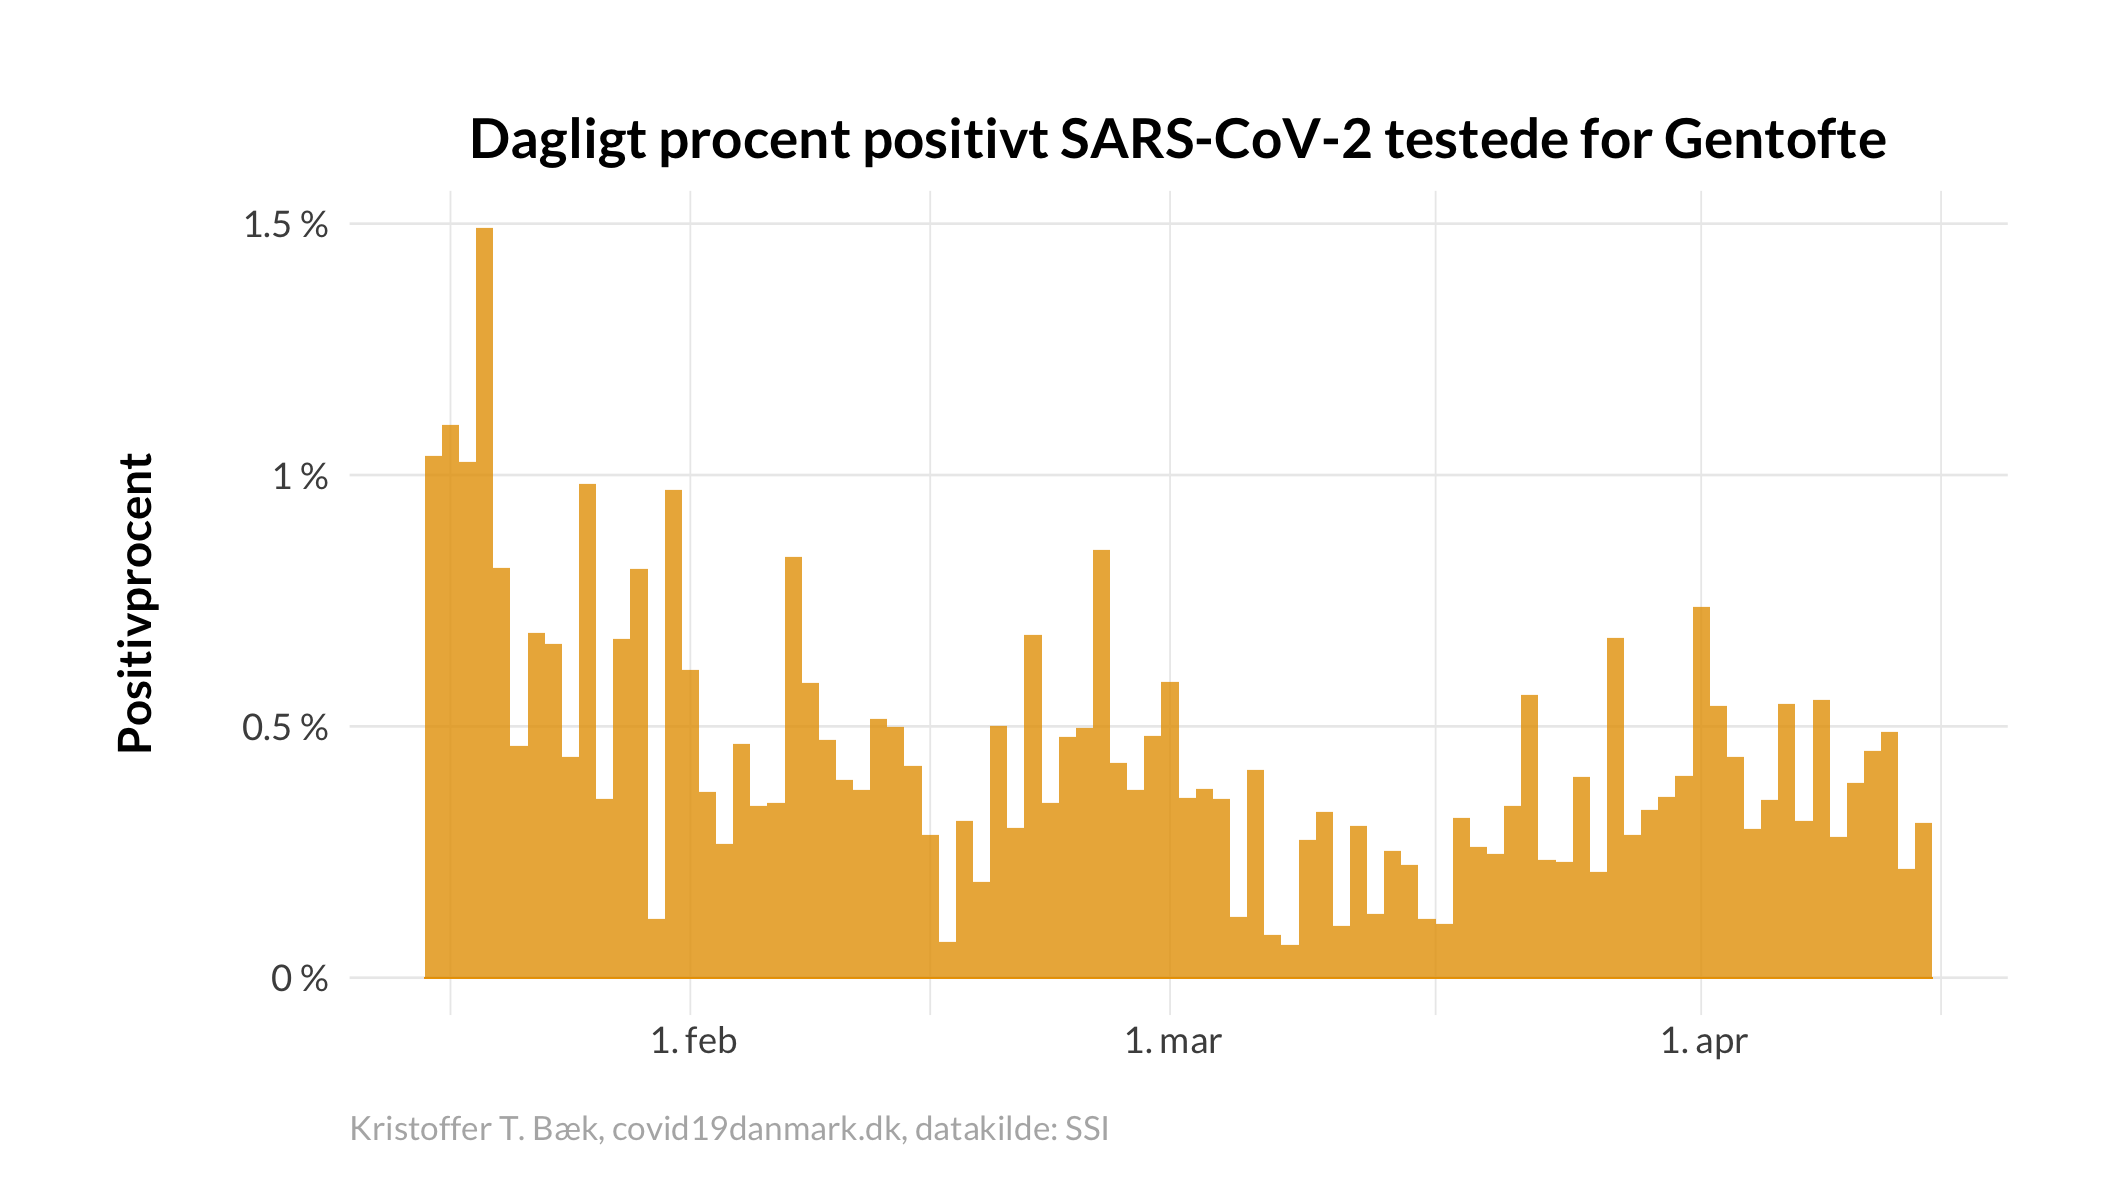 Dagligt procent positivt SARS-CoV-2 testede for Gentofte
Positivprocent
1.5 %
1 %
0.5 %
0 %
1. feb
1. mar
1. apr
Kristoffer T. Bæk, covid19danmark.dk, datakilde: SSI